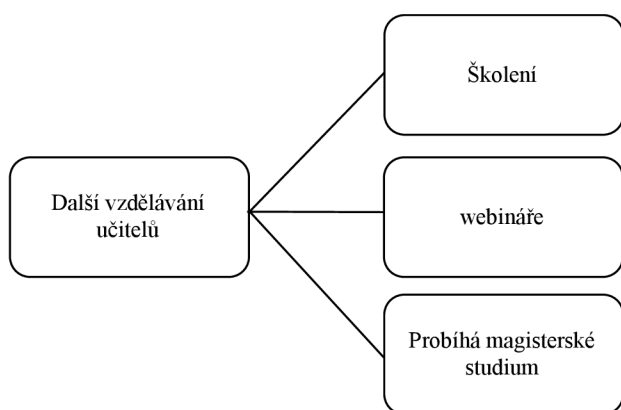 Školení
Další vzdělávání
učitelů
webináře
Probíhá magisterské
studium